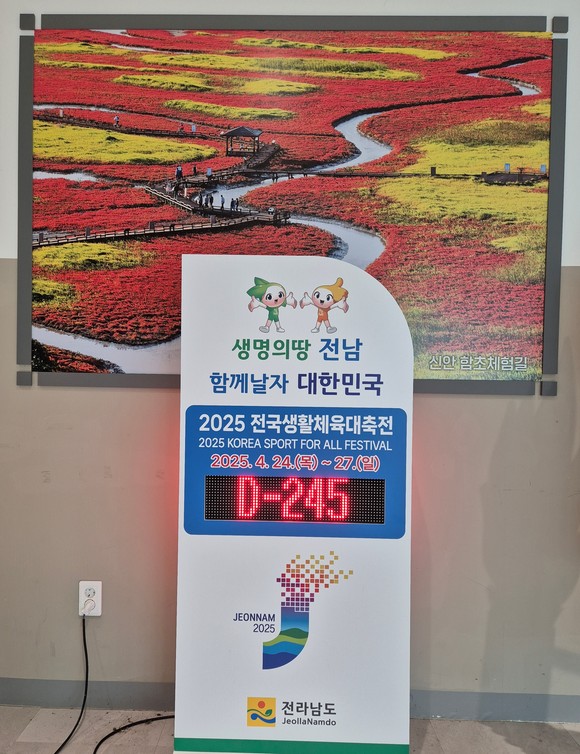 신안 함초체험길
생명의땅 전남
함께날자 대한민국
2025 전국생활체육대축전
2025 KOREA SPORT FOR ALL FESTIVAL
2025. 4. 24.(목) ~ 27.(일)
D-245
JEONNAM
2025
전라남도
JeollaNamdo